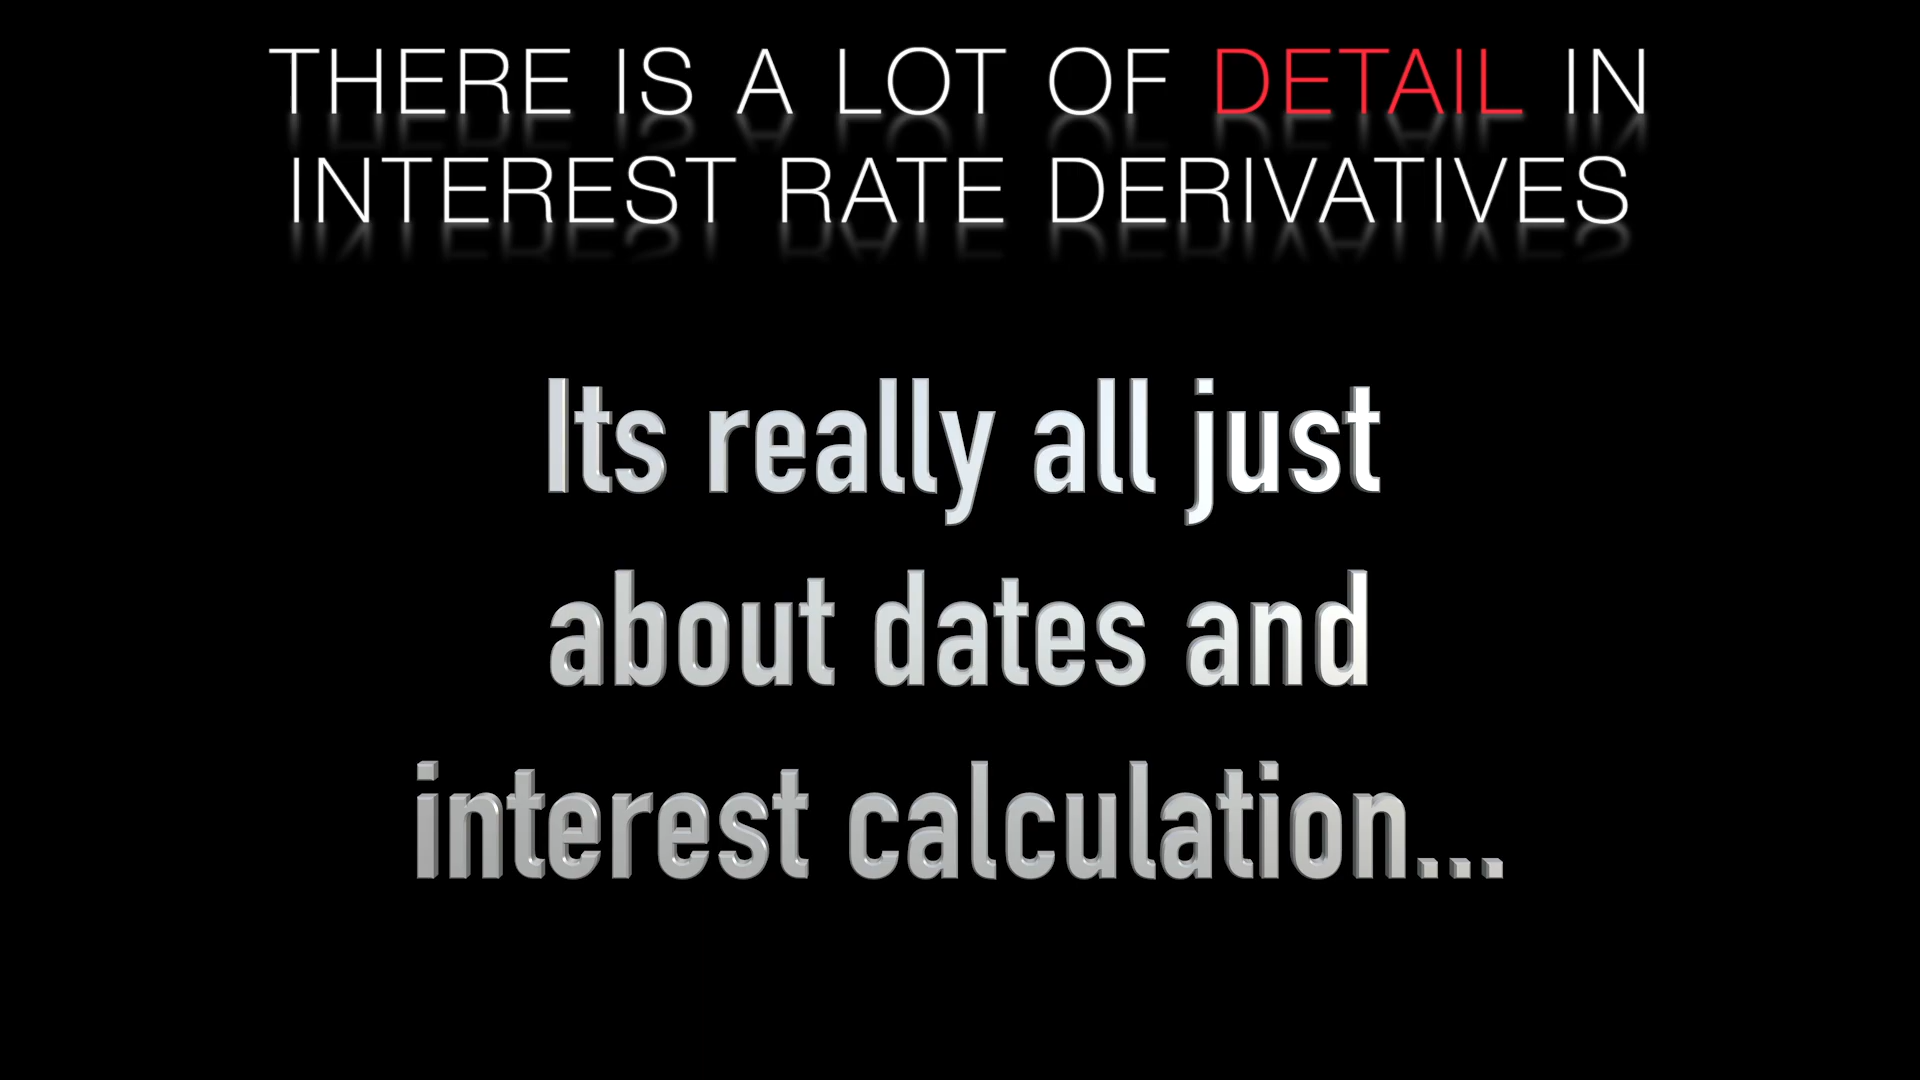 THERE IS A LOT OF DETAIL IN
INTEREST RATE DERIVATIVES
Its really all just
about dates and
interest calculation...